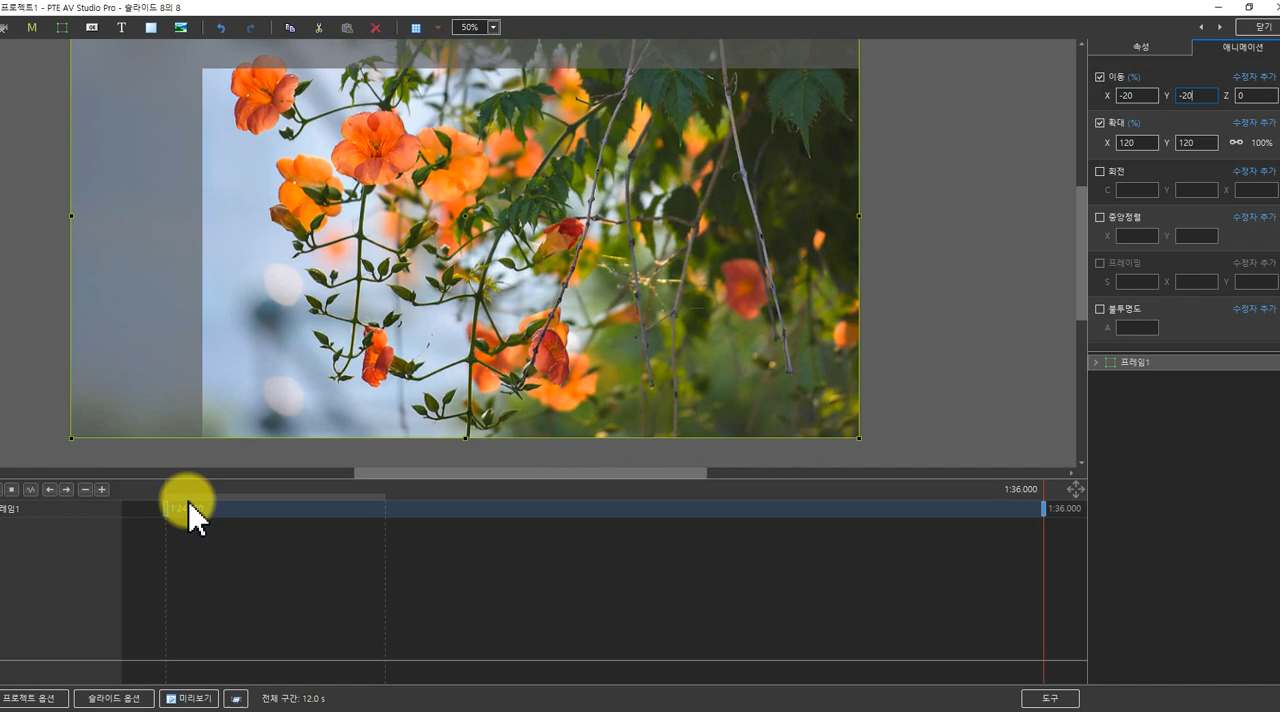 프로젝트1 - PTE AV Studio Pro - 슬라이드 8의 8
M OK T 50% 닫기
속성 애니메이션
이동 (%) 수정자 추가
X -20 Y -20 Z 0
확대 (%) 수정자 추가
X 120 Y 120 100%
회전 수정자 추가
C Y X
중앙정렬 수정자 추가
X Y
프레이밍 수정자 추가
S X Y
불투명도 수정자 추가
A
프레임1
1:36.000
레임1 1:36.000
프로젝트 옵션 슬라이드 옵션 미리보기 전체 구간: 12.0 s 도구